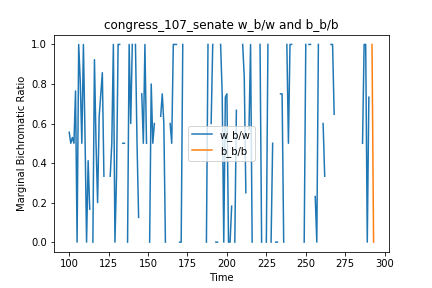 congress_107_senate w_b/w and b_b/b
Marginal Bichromatic Ratio
1.0
0.8
0.6
0.4
0.2
0.0
w_b/w
b_b/b
100 125 150 175 200 225 250 275 300
Time